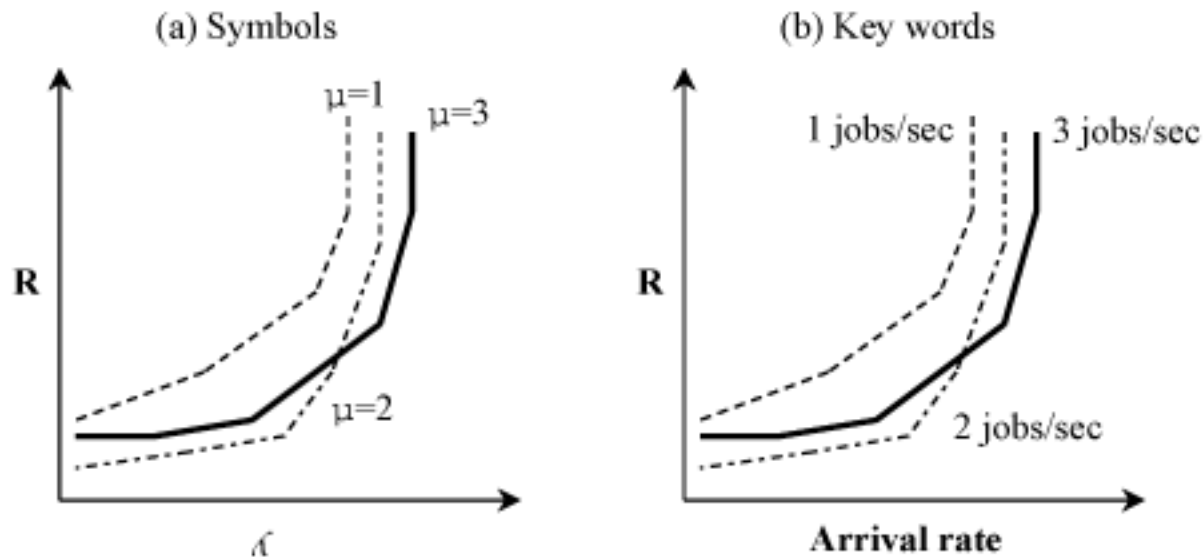 (a) Symbols
μ=1
μ=3
R
μ=2
λ
(b) Key words
1 jobs/sec
3 jobs/sec
R
2 jobs/sec
Arrival rate